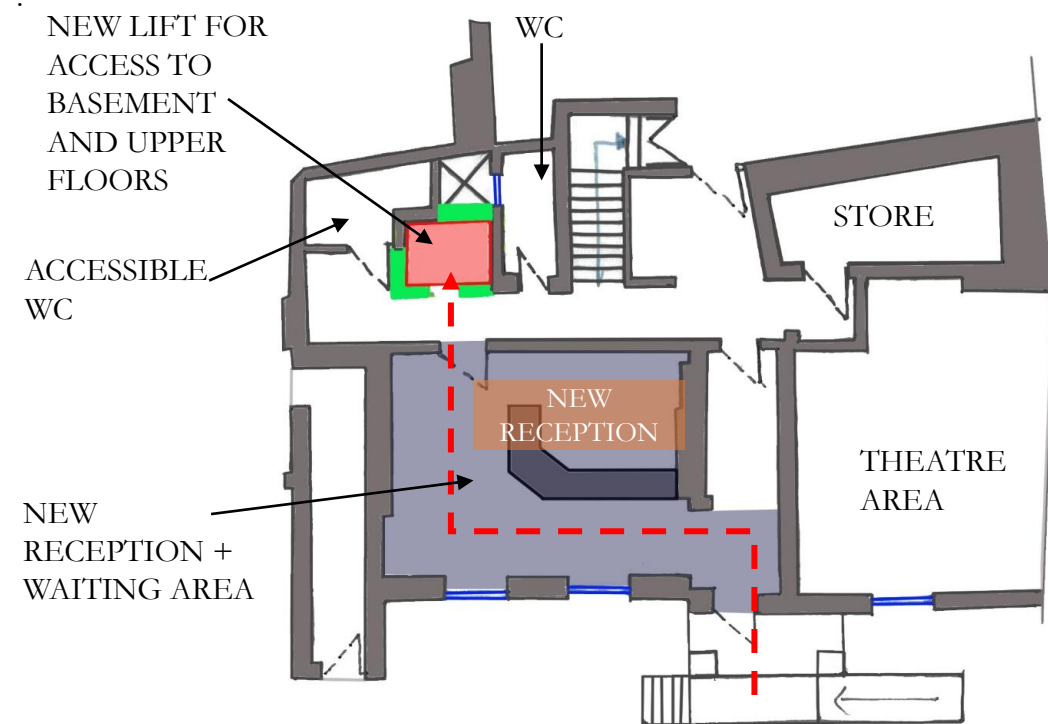 .
NEW LIFT FOR
ACCESS TO
BASEMENT
AND UPPER
FLOORS
WC
STORE
ACCESSIBLE
WC
NEW
RECEPTION
THEATRE
AREA
NEW
RECEPTION +
WAITING AREA